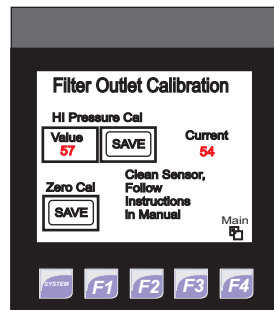 Filter Outlet Calibration
Hi Pressure Cal
Value
57
SAVE
Current
54
Zero Cal
SAVE
Clean Sensor,
Follow
Instructions
in Manual
Main
SYSTEM F1 F2 F3 F4